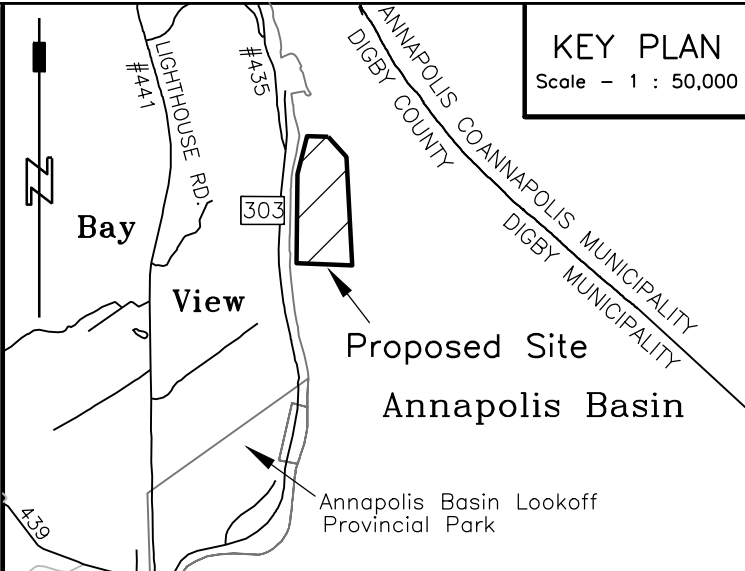 KEY PLAN
Scale - 1 : 50,000
#441
LIGHTHOUSE RD.
#435
ANNAPOLIS CO
DIGBY COUNTY
ANNAPOLIS MUNICIPALITY
DIGBY MUNICIPALITY
303
Bay
View
Proposed Site
Annapolis Basin
Annapolis Basin Lookoff
Provincial Park
439